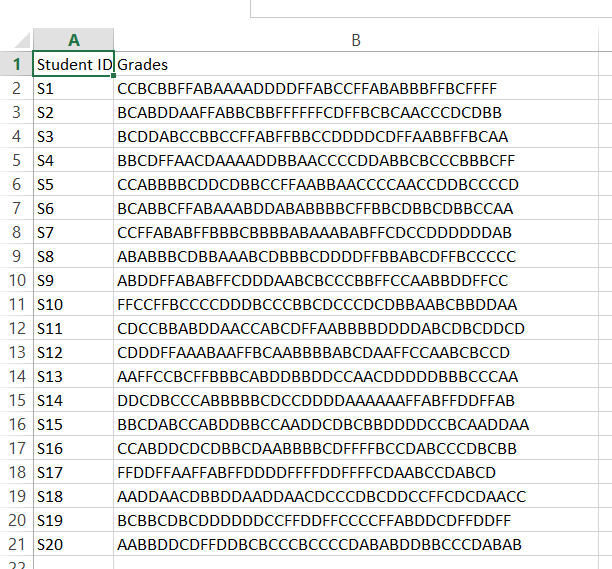 A B
1 Student ID Grades
2 S1 CCBCBBFFABAAAADDDDFFABCCFFABABBBFFBCFFFF
3 S2 BCABDDAAFFABBCBBFFFFFFCDFFBCBCAACCCDCDBB
4 S3 BCDDABCCBBCCFFABFFBBCCDDDDCDFFAABBFFBCAA
5 S4 BBCDFFAACDAAAADDBBAACCCCDDABBCBCCCBBBCFF
6 S5 CCABBBBCDDCDBBCCFFAABBAACCCCAACCDDBCCCCD
7 S6 BCABBCFFABAAABDDABABBBBCFFBBCDBBCDBBCCAA
8 S7 CCFFABABFFBBBCBBBBABAAABABFFCDCCDDDDDDAB
9 S8 ABABBBCDBBAAABCDBBBCDDDDFFBBABCDFFBCCCCC
10 S9 ABDDFFABABFFCDDDAABCBCCCBBFFCCAABBDDFFCC
11 S10 FFCCFFBCCCCDDDBCCCBBCDCCCDCDBBAABCBBDDAA
12 S11 CDCCBBABDDAACCABCDFFAABBBBDDDDABCDBCDDCD
13 S12 CDDDFFAAABAAFFBCAABBBBABCDAAFFCCAABCBCCD
14 S13 AAFFCCBCFFBBBCABDDBBDDCCAACDDDDDBBBCCCAA
15 S14 DDCDBCCCABBBBBCDCCDDDDAAAAAAFFABFFDDFFAB
16 S15 BBCDABCCABDDBBCCAADDCDBCBBDDDDCCBCAADDAA
17 S16 CCABDDCDCDBBCDAABBBBCDFFFFBCCDABCCCDBCBB
18 S17 FFDDFFAAFFABFFDDDDFFFFDDFFFFCDAABCCDABCD
19 S18 AADDAACDBBDDAADDAACDCCCDBCDDCCFFCDCDAACC
20 S19 BCBBCDBCDDDDDDCCFFDDFFCCCCFFABDDCDFFDDFF
21 S20 AABBDDCDFFDDBCBCCCBCCCCDABABDDBBCCCDABAB
22